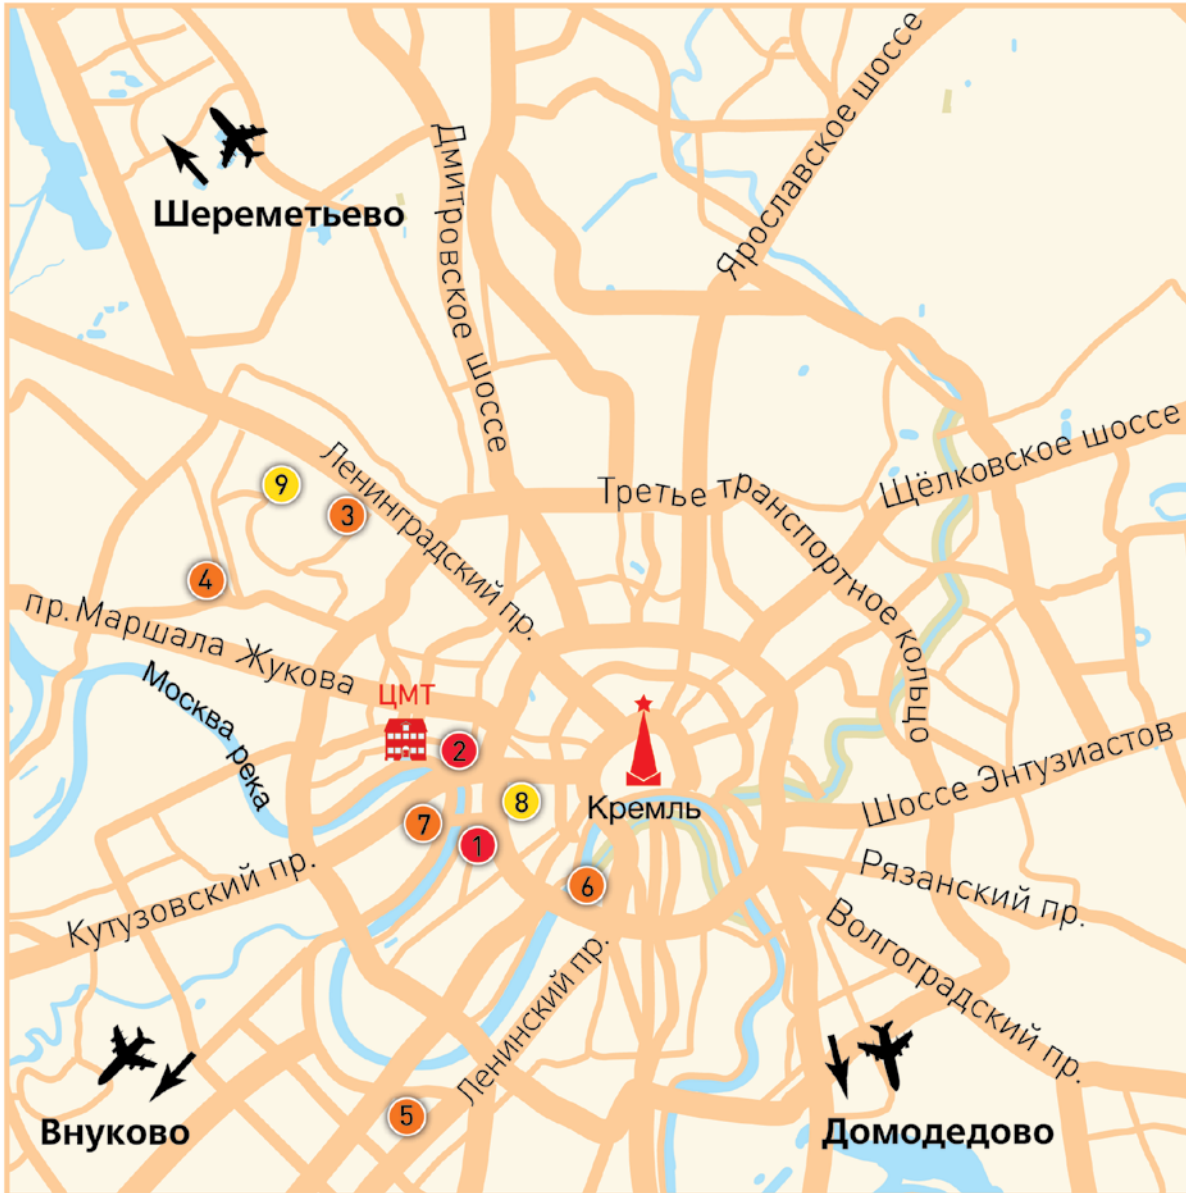 Ярославское шоссе
Дмитровское шоссе
Шереметьево
Щёлковское шоссе
Ленинградский пр.
9
3
Третье транспортное кольцо
4
пр.Маршала Жукова
Москва река
ЦМТ
2
Кремль
8
7
1
6
Шоссе Энтузиастов
Рязанский пр.
Кутузовский пр.
Волгоградский пр.
Ленинский пр.
5
Внуково
Домодедово